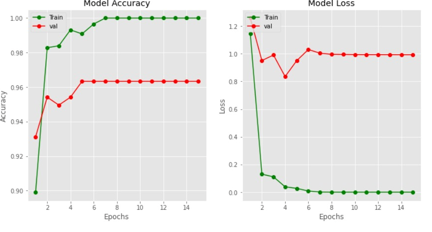 Model Accuracy
Train
val
1.00
0.98
0.96
0.94
0.92
0.90
Accuracy
2 4 6 8 10 12 14
Epochs
Model Loss
Train
val
1.2
1.0
0.8
0.6
0.4
0.2
0.0
Loss
2 4 6 8 10 12 14
Epochs